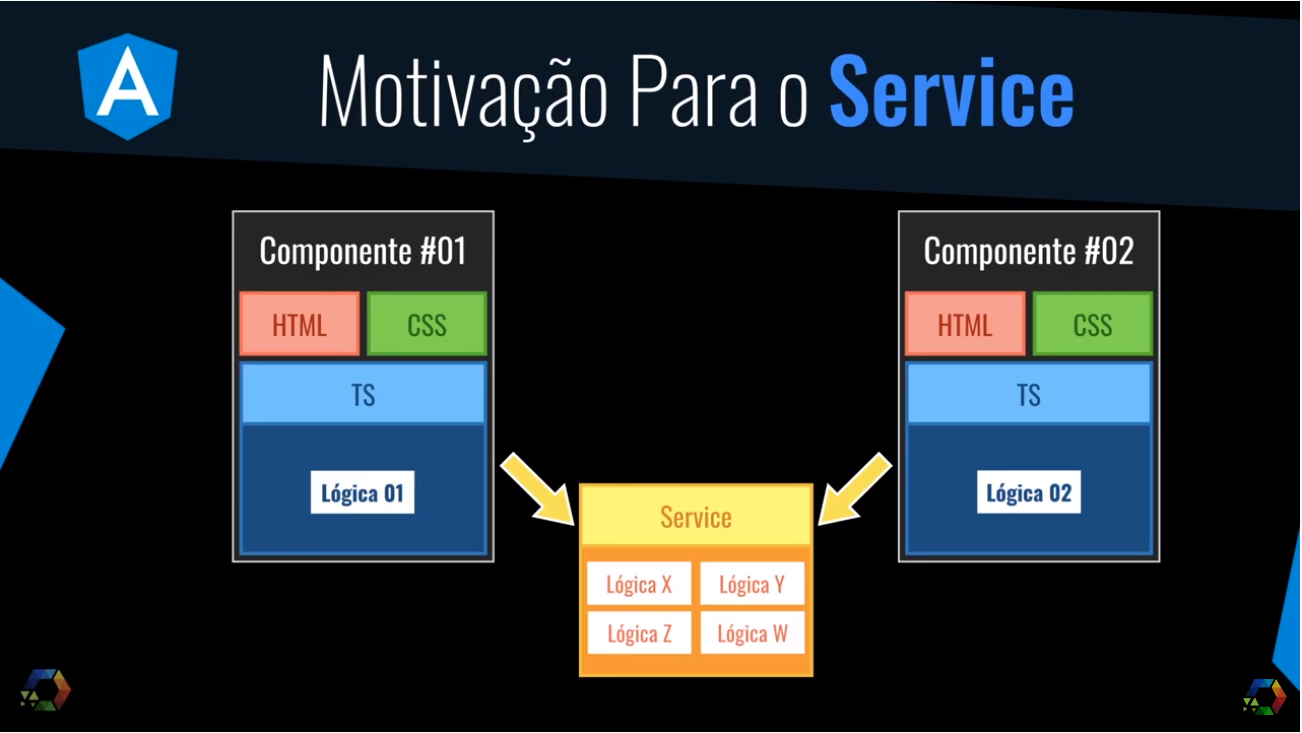 A
Motivação Para o Service
Componente #01
HTML
CSS
TS
Lógica 01
Componente #02
HTML
CSS
TS
Lógica 02
Service
Lógica X
Lógica Y
Lógica Z
Lógica W